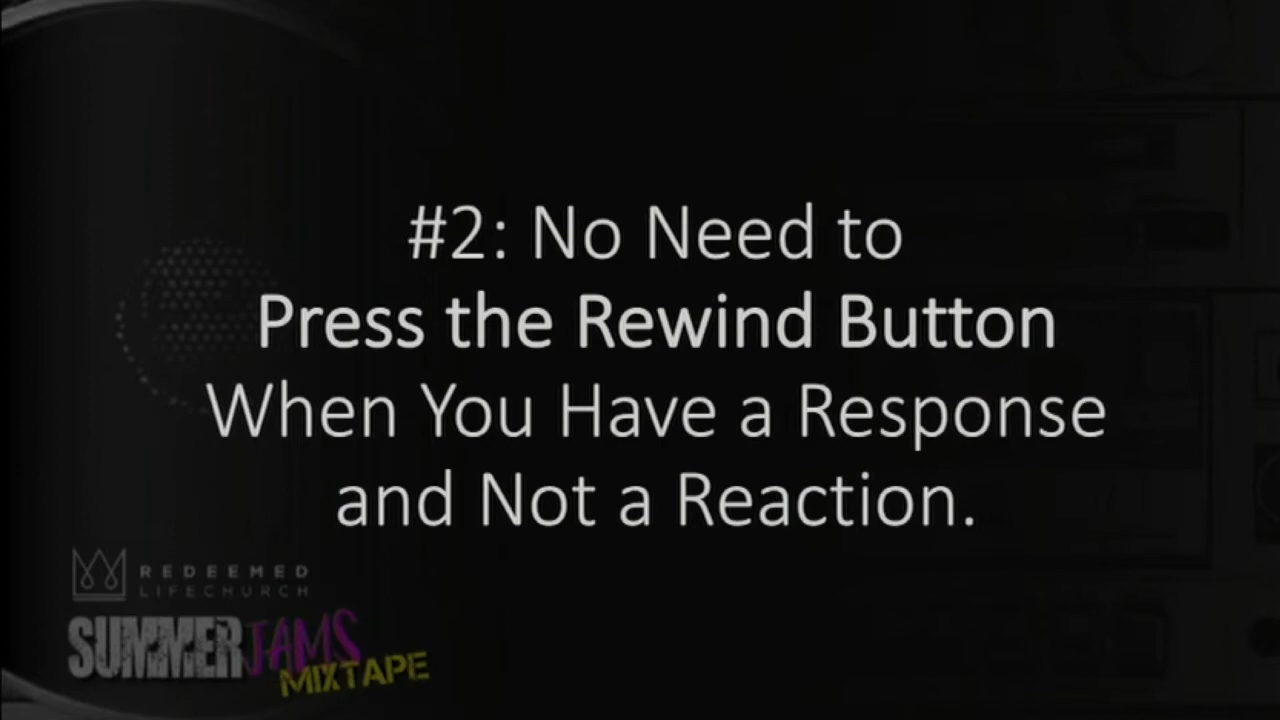 #2: No Need to
Press the Rewind Button
When You Have a Response
and Not a Reaction.
REDEEMED
LIFECHURCH
SUMMER JAMS
MIXTAPE